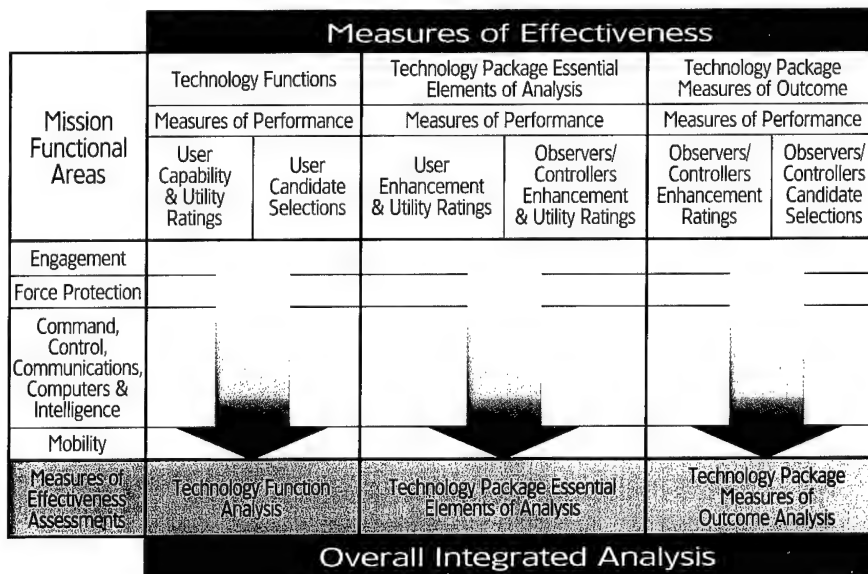 Measures of Effectiveness
Mission
Functional
Areas
Technology Functions
Technology Package Essential
Elements of Analysis
Technology Package
Measures of Outcome
Measures of Performance
Measures of Performance
Measures of Performance
User
Capability
& Utility
Ratings
User
Candidate
Selections
User
Enhancement
& Utility Ratings
Observers/
Controllers
Enhancement
& Utility Ratings
Observers/
Controllers
Enhancement
Ratings
Observers/
Controllers
Candidate
Selections
Engagement
Force Protection
Command,
Control,
Communications,
Computers &
Intelligence
Mobility
Measures of
Effectiveness
Assessments
Technology Function
Analysis
Technology Package Essential
Elements of Analysis
Technology Package
Measures of
Outcome Analysis
Overall Integrated Analysis